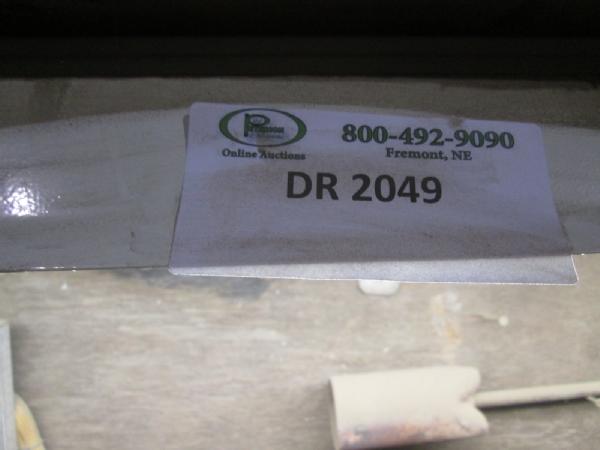 Online Auctions
800-492-9090
Fremont, NE
DR 2049